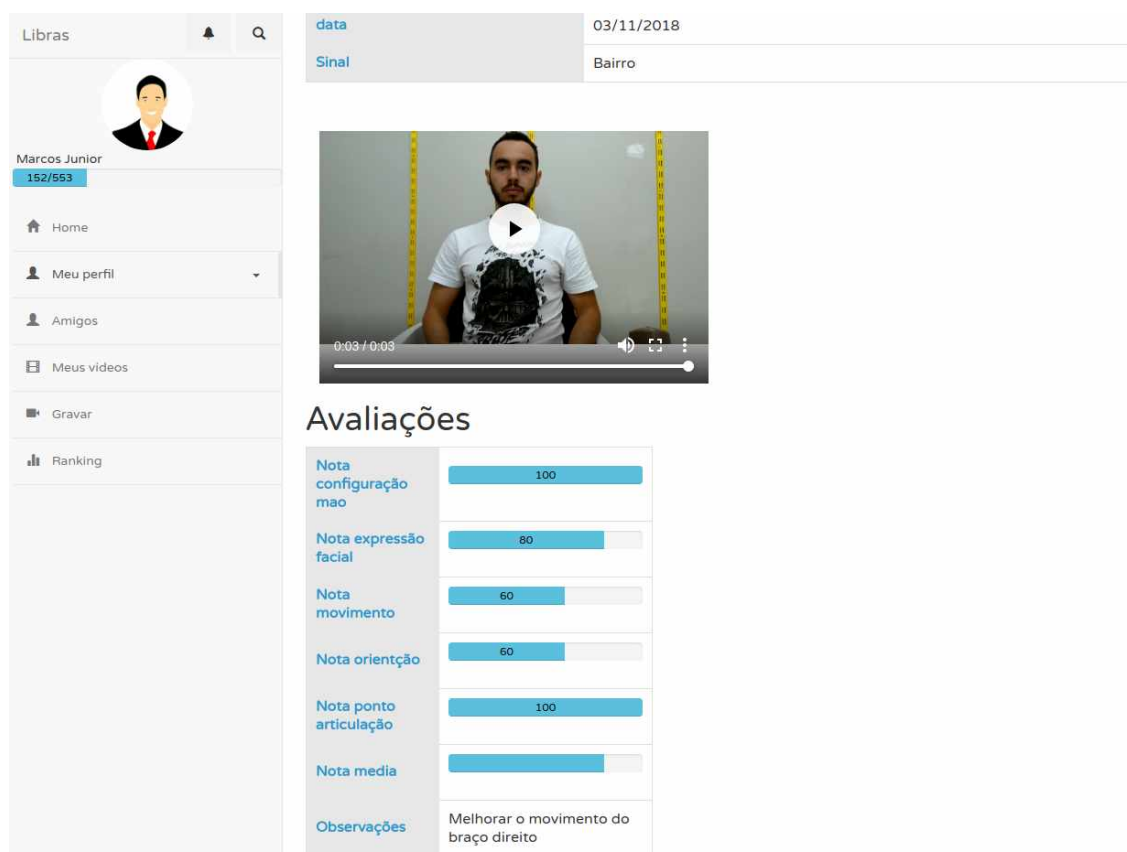 Libras
Marcos Junior
152/553
Home
Meu perfil
Amigos
Meus videos
Gravar
Ranking
data 03/11/2018
Sinal Bairro
0:03 / 0:03
Avaliações
Nota
configuração
mao
100
Nota expressão
facial
80
Nota
movimento
60
Nota orientção
60
Nota ponto
articulação
100
Nota media
Observações
Melhorar o movimento do
braço direito